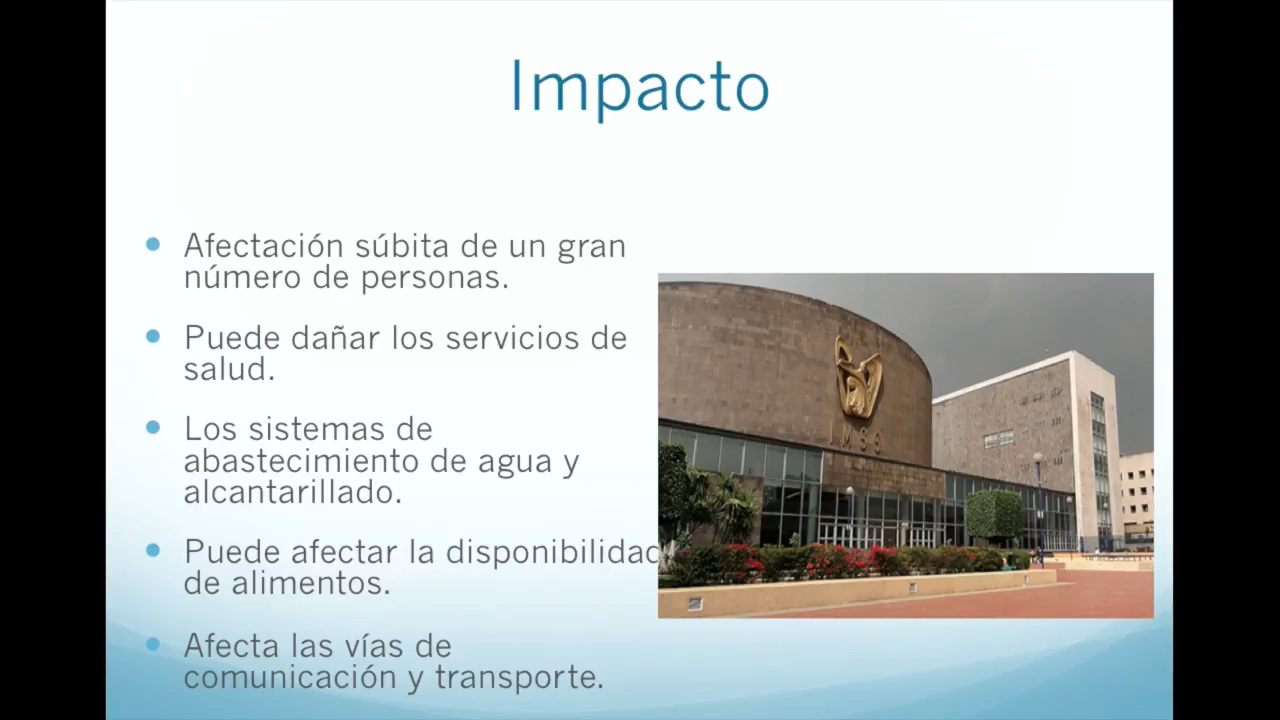 Impacto
Afectación súbita de un gran
número de personas.
Puede dañar los servicios de
salud.
Los sistemas de
abastecimiento de agua y
alcantarillado.
Puede afectar la disponibilidad
de alimentos.
Afecta las vías de
comunicación y transporte.
IMSS